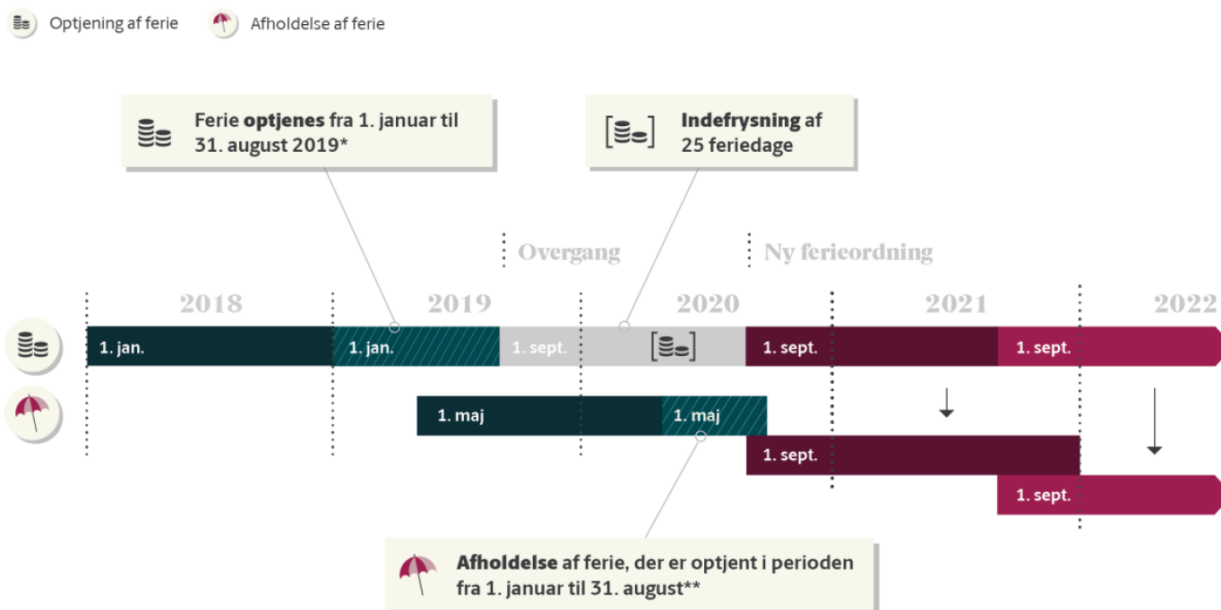 Optjening af ferie
Afholdelse af ferie
Ferie optjenes fra 1. januar til
31. august 2019*
Indefrysning af
25 feriedage
Overgang
Ny ferieordning
2018
2019
2020
2021
2022
1. jan.
1. jan.
1. sept.
1. sept.
1. sept.
1. maj
1. maj
1. sept.
1. sept.
Afholdelse af ferie, der er optjent i perioden
fra 1. januar til 31. august**